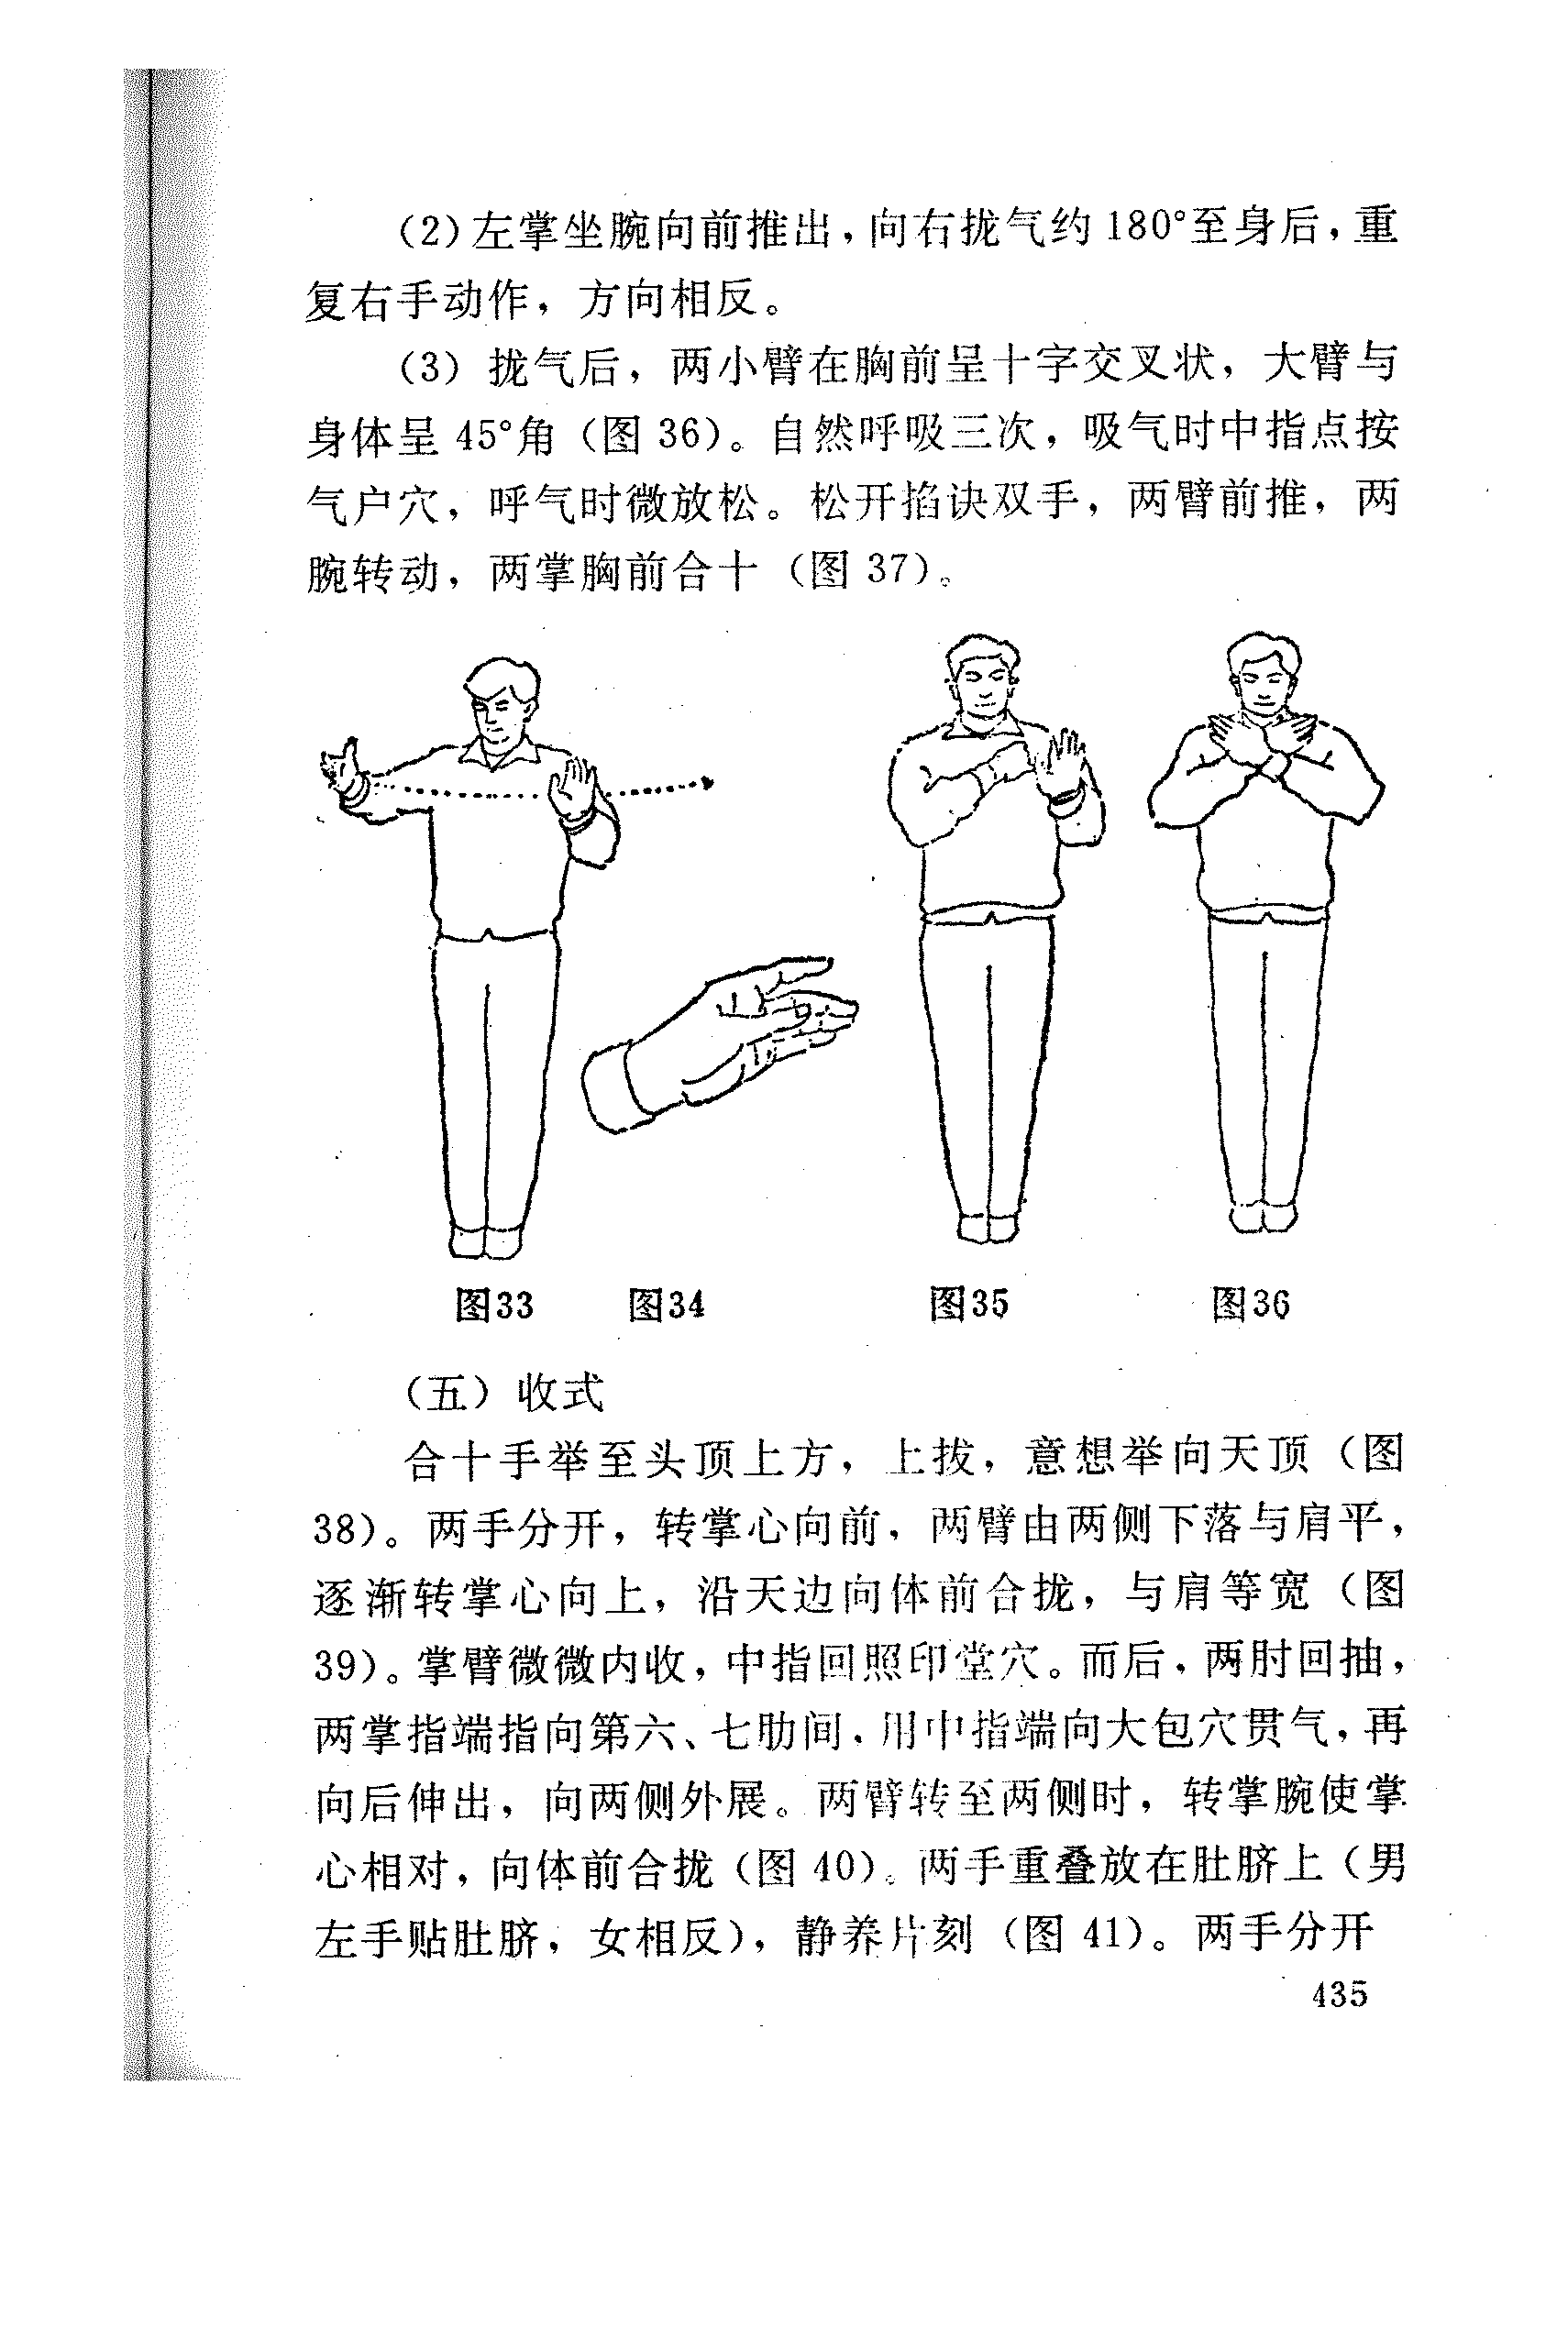 （2）左掌坐腕向前推出，向右拢气约180°至身后，重
复右手动作，方向相反。
（3）拢气后，两小臂在胸前呈十字交叉状，大臂与
身体呈45°角（图36）。自然呼吸三次，吸气时中指点按
气户穴，呼气时微放松。松开掐诀双手，两臂前推，两
腕转动，两掌胸前合十（图37）。
图33 图34 图35 图36
（五）收式
合十手举至头顶上方，上拔，意想举向天顶（图
38）。两手分开，转掌心向前，两臂由两侧下落与肩平，
逐渐转掌心向上，沿天边向体前合拢，与肩等宽（图
39）。掌臂微微内收，中指回照印堂穴。而后，两肘回抽，
两掌指端指向第六、七肋间，用中指端向大包穴贯气，再
向后伸出，向两侧外展。两臂转至两侧时，转掌腕使掌
心相对，向体前合拢（图40）。两手重叠放在肚脐上（男
左手贴肚脐，女相反），静养片刻（图41）。两手分开
435